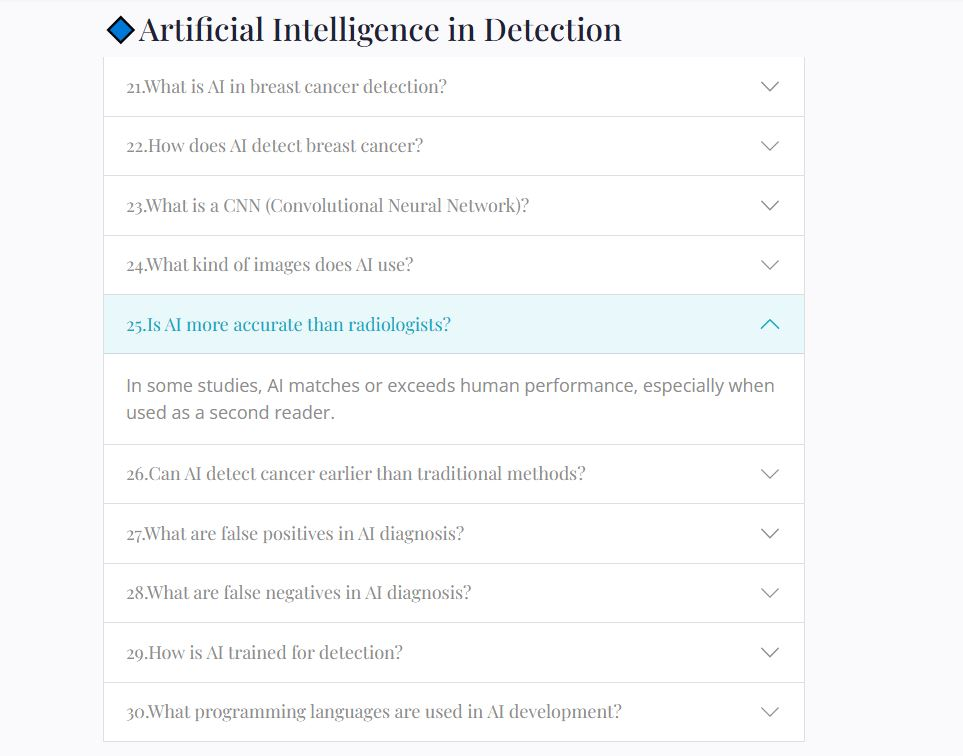 Artificial Intelligence in Detection
21.What is AI in breast cancer detection?
22.How does AI detect breast cancer?
23.What is a CNN (Convolutional Neural Network)?
24.What kind of images does AI use?
25.Is AI more accurate than radiologists?
In some studies, AI matches or exceeds human performance, especially when
used as a second reader.
26.Can AI detect cancer earlier than traditional methods?
27.What are false positives in AI diagnosis?
28.What are false negatives in AI diagnosis?
29.How is AI trained for detection?
30.What programming languages are used in AI development?